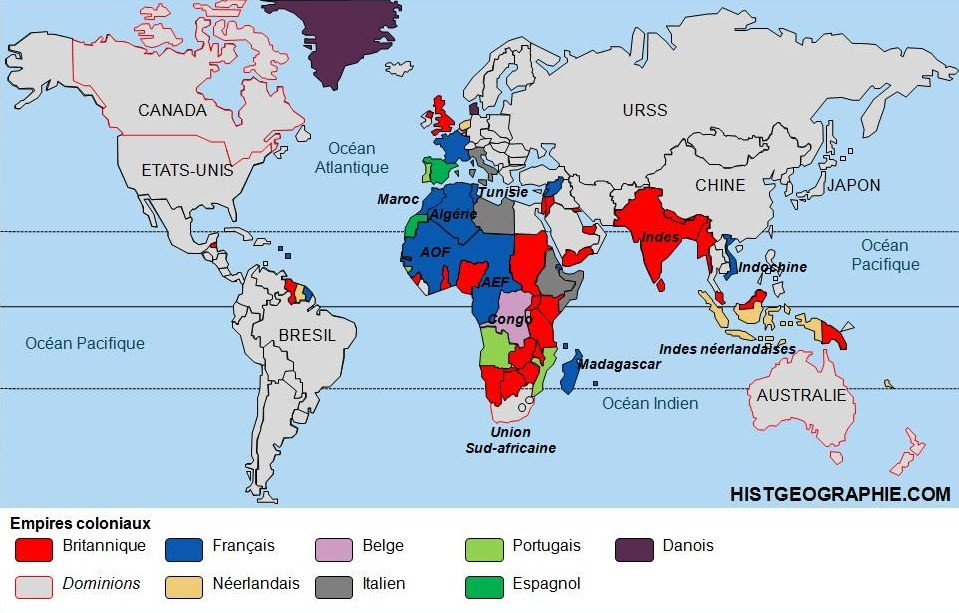 CANADA
URSS
Océan
Atlantique
ETATS-UNIS
CHINE
JAPON
Maroc
Tunisie
Algérie
AOF
AEF
Indes
Océan
Pacifique
Indochine
Congo
BRESIL
Océan Pacifique
Indes néerlandaises
Madagascar
Océan Indien
AUSTRALIE
Union
Sud-africaine
HISTGEOGRAPHIE.COM
Empires coloniaux
Britannique
Français
Belge
Portugais
Danois
Dominions
Néerlandais
Italien
Espagnol